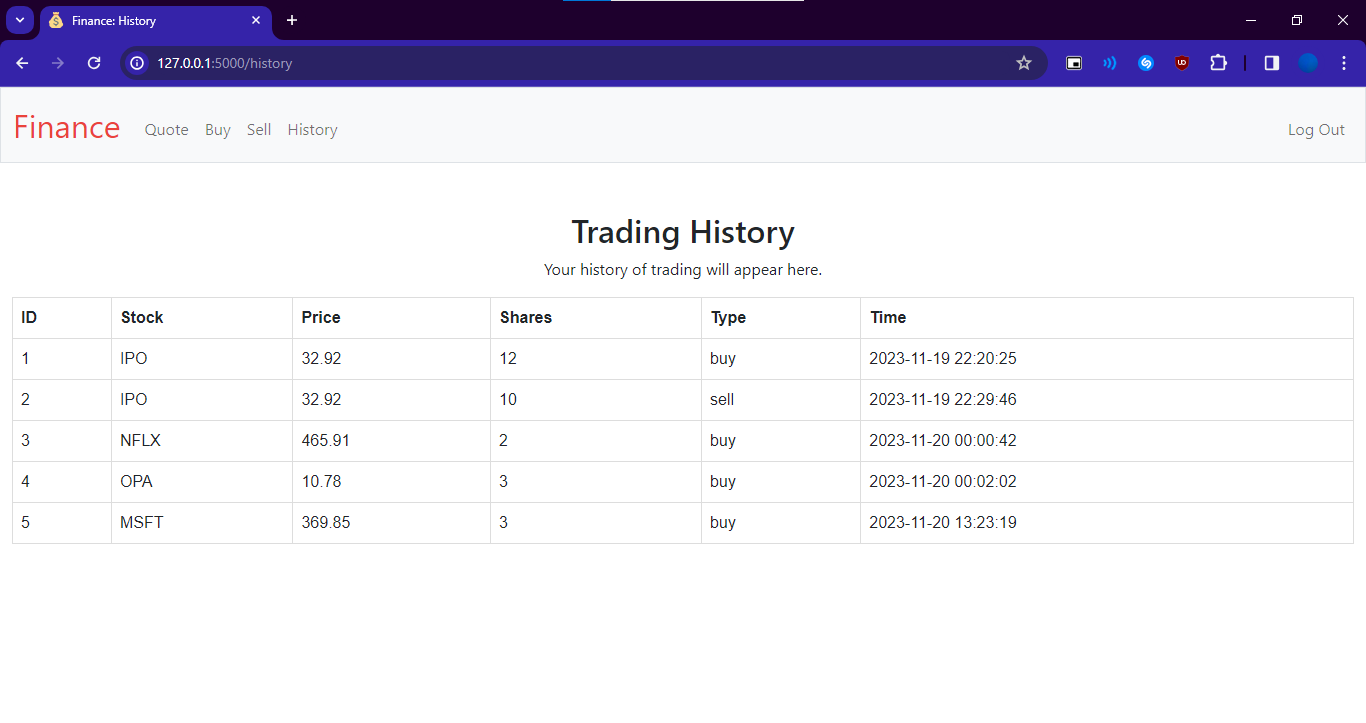 Finance: History
127.0.0.1:5000/history
Finance Quote Buy Sell History Log Out
Trading History
Your history of trading will appear here.
ID Stock Price Shares Type Time
1 IPO 32.92 12 buy 2023-11-19 22:20:25
2 IPO 32.92 10 sell 2023-11-19 22:29:46
3 NFLX 465.91 2 buy 2023-11-20 00:00:42
4 OPA 10.78 3 buy 2023-11-20 00:02:02
5 MSFT 369.85 3 buy 2023-11-20 13:23:19